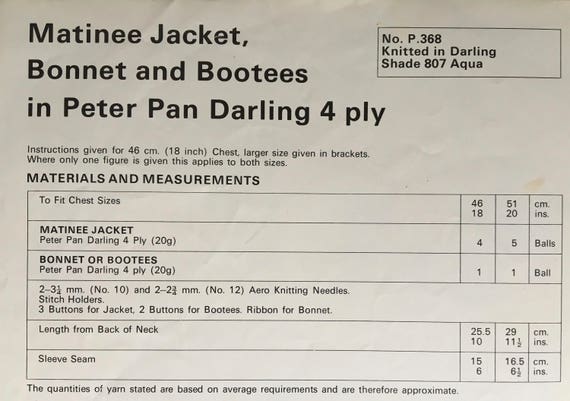 Matinee Jacket,
Bonnet and Bootees
in Peter Pan Darling 4 ply
No. P.368
Knitted in Darling
Shade 807 Aqua
Instructions given for 46 cm. (18 inch) Chest, larger size given in brackets.
Where only one figure is given this applies to both sizes.
MATERIALS AND MEASUREMENTS
To Fit Chest Sizes 46 51 cm.
18 20 ins.
MATINEE JACKET
Peter Pan Darling 4 Ply (20g) 4 5 Balls
BONNET OR BOOTEES
Peter Pan Darling 4 ply (20g) 1 1 Ball
2–3¼ mm. (No. 10) and 2–2¾ mm. (No. 12) Aero Knitting Needles.
Stitch Holders.
3 Buttons for Jacket, 2 Buttons for Bootees. Ribbon for Bonnet.
Length from Back of Neck 25.5 29 cm.
10 11½ ins.
Sleeve Seam 15 16.5 cm.
6 6½ ins.
The quantities of yarn stated are based on average requirements and are therefore approximate.